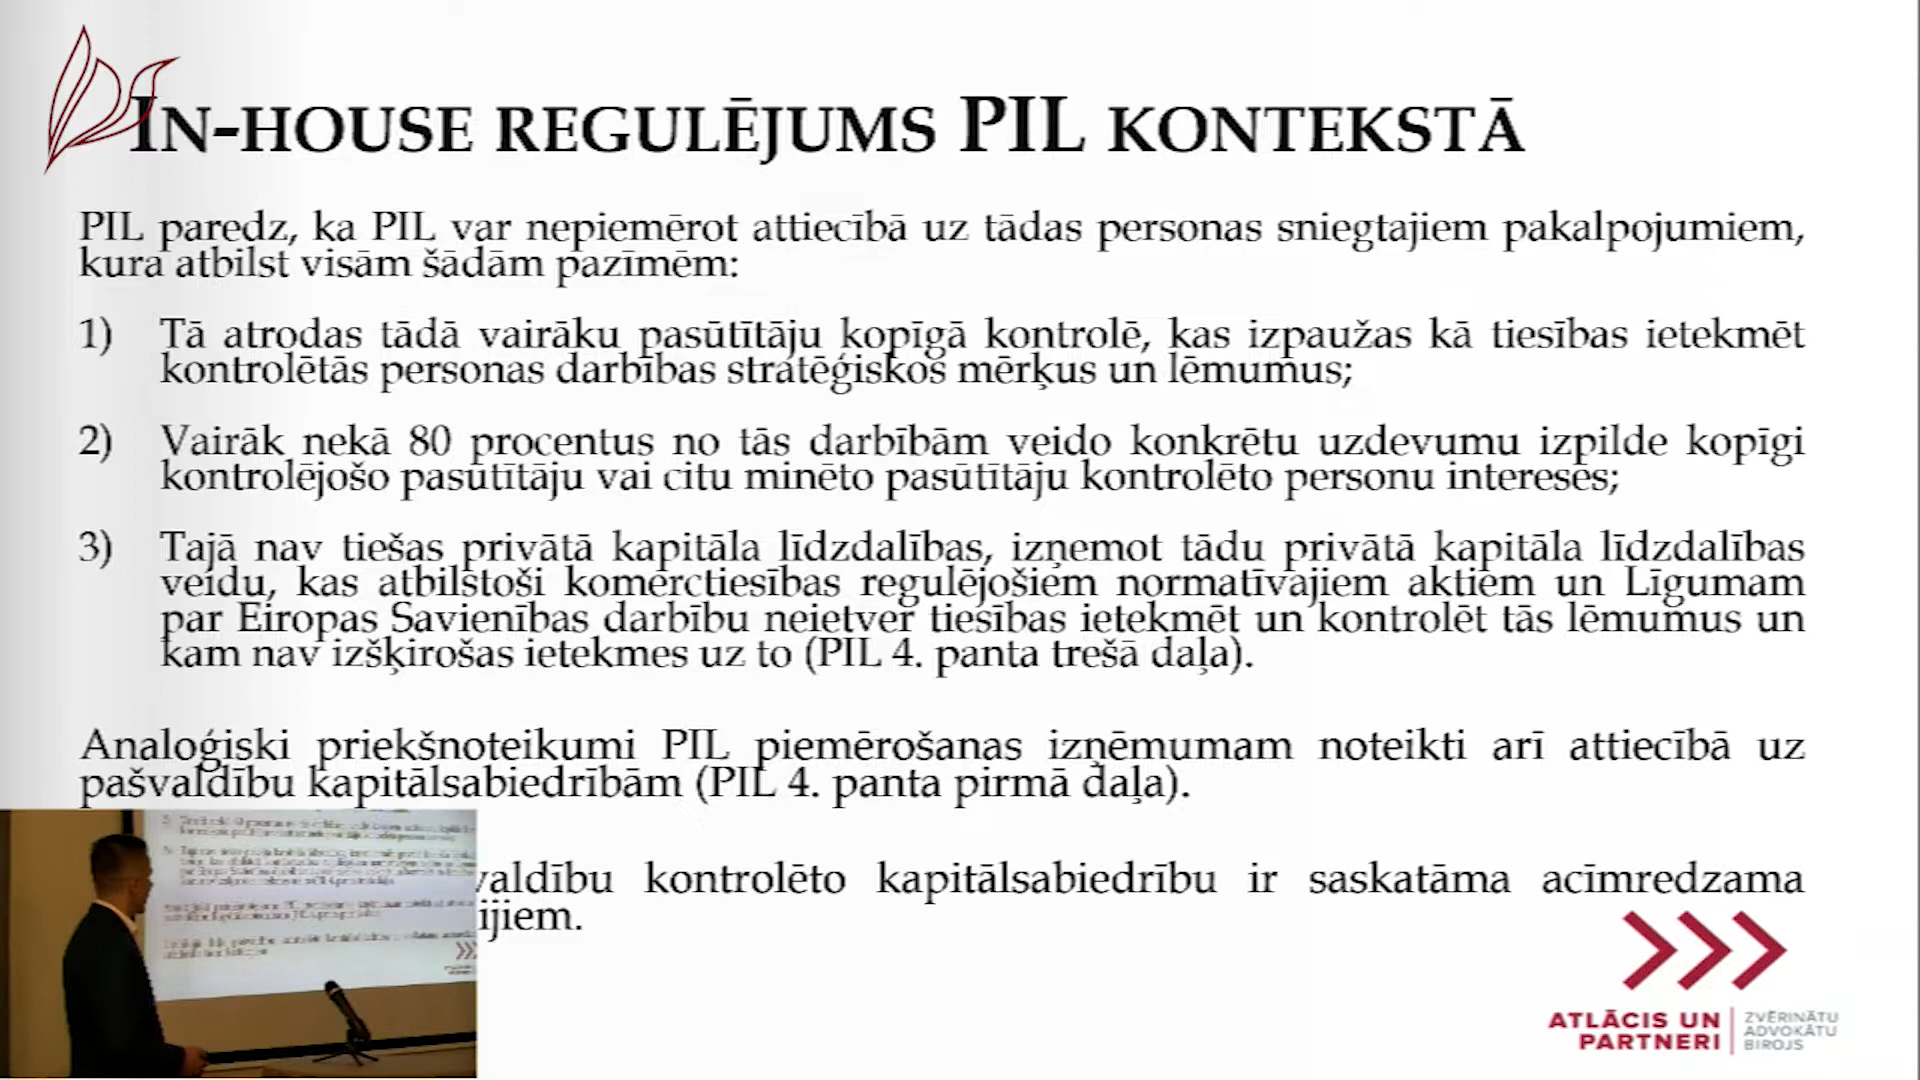 IN-HOUSE REGULĒJUMS PIL KONTEKSTĀ
PIL paredz, ka PIL var nepiemērot attiecībā uz tādas personas sniegtajiem pakalpojumiem,
kura atbilst visām šādām pazīmēm:
1) Tā atrodas tādā vairāku pasūtītāju kopīgā kontrolē, kas izpaužas kā tiesības ietekmēt
kontrolētās personas darbības stratēģiskos mērķus un lēmumus;
2) Vairāk nekā 80 procentus no tās darbībām veido konkrētu uzdevumu izpilde kopīgi
kontrolējošo pasūtītāju vai citu minēto pasūtītāju kontrolēto personu interesēs;
3) Tajā nav tiešas privātā kapitāla līdzdalības, izņemot tādu privātā kapitāla līdzdalības
veidu, kas atbilstoši komerctiesības regulējošiem normatīvajiem aktiem un Līgumam
par Eiropas Savienības darbību neietver tiesības ietekmēt un kontrolēt tās lēmumus un
kam nav izšķirošas ietekmes uz to (PIL 4. panta trešā daļa).
Analoģiski priekšnoteikumi PIL piemērošanas izņēmumam noteikti arī attiecībā uz
pašvaldību kapitālsabiedrībām (PIL 4. panta pirmā daļa).
valdību kontrolēto kapitālsabiedrību ir saskatāma acīmredzama
ijiem.
ATLĀCIS UN
PARTNERI
ZVĒRINĀTU
ADVOKĀTU
BIROJS